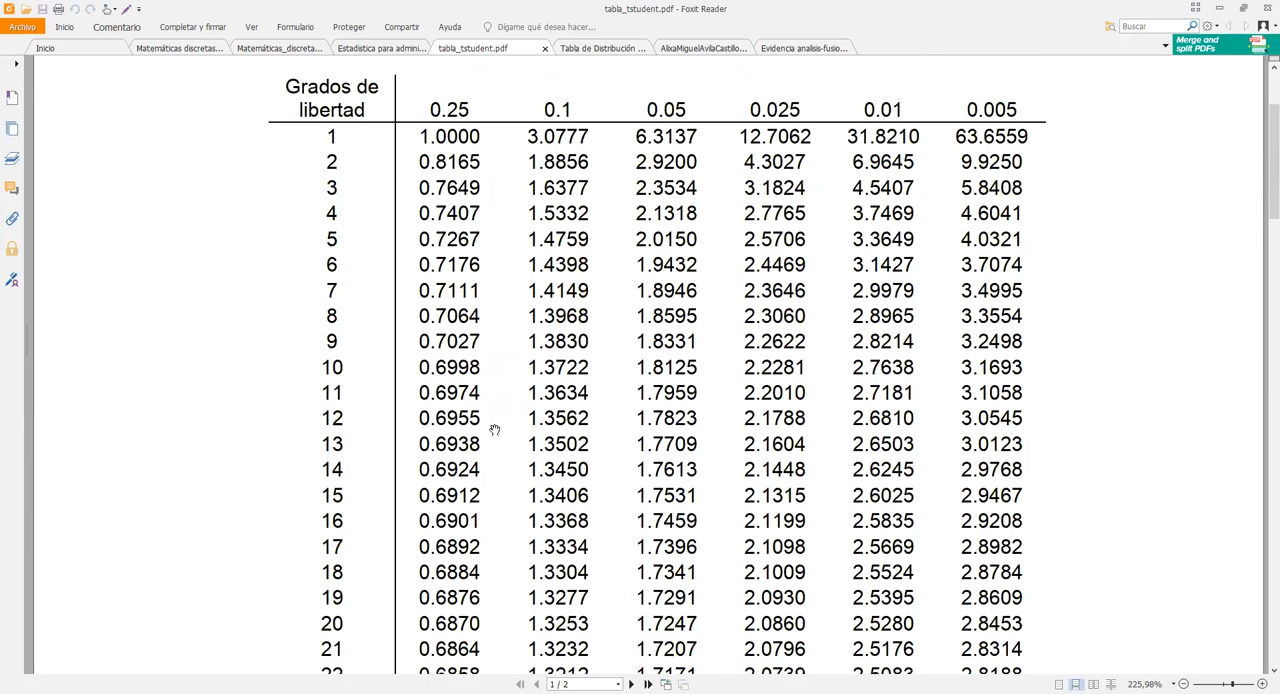 tabla_tstudent.pdf - Foxit Reader
Archivo Inicio Comentario Completar y firmar Ver Formulario Proteger Compartir Ayuda Dígame qué desea hacer... Buscar
Inicio Matemáticas discretas... Matemáticas_discreta... Estadistica para admini... tabla_tstudent.pdf Tabla de Distribución ... AlixaMiguelAvilaCastillo... Evidencia analisis-fusio... Merge and
split PDFs
Grados de
libertad 0.25 0.1 0.05 0.025 0.01 0.005
1 1.0000 3.0777 6.3137 12.7062 31.8210 63.6559
2 0.8165 1.8856 2.9200 4.3027 6.9645 9.9250
3 0.7649 1.6377 2.3534 3.1824 4.5407 5.8408
4 0.7407 1.5332 2.1318 2.7765 3.7469 4.6041
5 0.7267 1.4759 2.0150 2.5706 3.3649 4.0321
6 0.7176 1.4398 1.9432 2.4469 3.1427 3.7074
7 0.7111 1.4149 1.8946 2.3646 2.9979 3.4995
8 0.7064 1.3968 1.8595 2.3060 2.8965 3.3554
9 0.7027 1.3830 1.8331 2.2622 2.8214 3.2498
10 0.6998 1.3722 1.8125 2.2281 2.7638 3.1693
11 0.6974 1.3634 1.7959 2.2010 2.7181 3.1058
12 0.6955 1.3562 1.7823 2.1788 2.6810 3.0545
13 0.6938 1.3502 1.7709 2.1604 2.6503 3.0123
14 0.6924 1.3450 1.7613 2.1448 2.6245 2.9768
15 0.6912 1.3406 1.7531 2.1315 2.6025 2.9467
16 0.6901 1.3368 1.7459 2.1199 2.5835 2.9208
17 0.6892 1.3334 1.7396 2.1098 2.5669 2.8982
18 0.6884 1.3304 1.7341 2.1009 2.5524 2.8784
19 0.6876 1.3277 1.7291 2.0930 2.5395 2.8609
20 0.6870 1.3253 1.7247 2.0860 2.5280 2.8453
21 0.6864 1.3232 1.7207 2.0796 2.5176 2.8314
22 0.6858 1.3212 1.7171 2.0739 2.5083 2.8188
1 / 2 225,98%